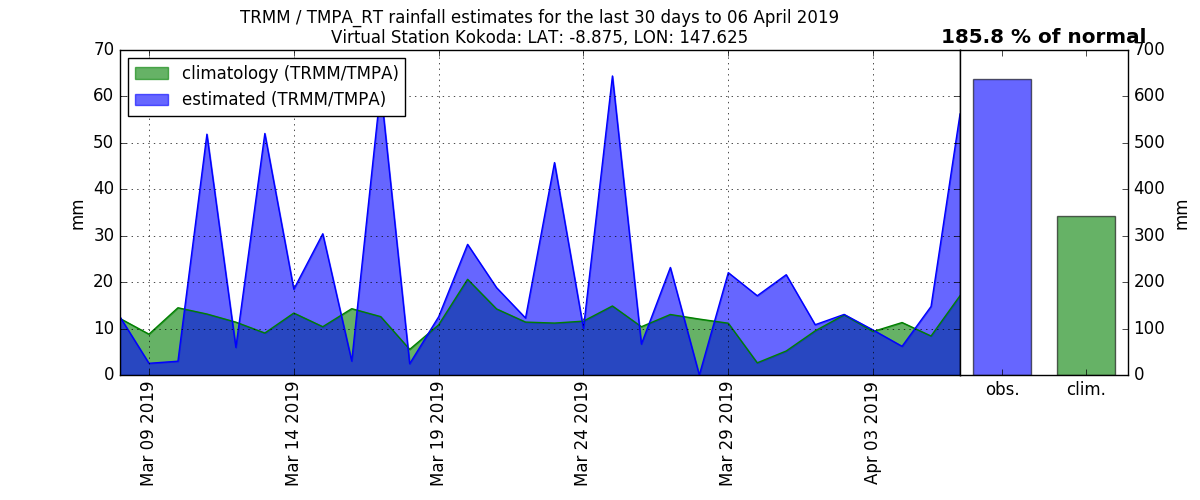 TRMM / TMPA_RT rainfall estimates for the last 30 days to 06 April 2019
Virtual Station Kokoda: LAT: -8.875, LON: 147.625
185.8 % of normal
climatology (TRMM/TMPA)
estimated (TRMM/TMPA)
70
60
50
40
30
20
10
0
mm
Mar 09 2019
Mar 14 2019
Mar 19 2019
Mar 24 2019
Mar 29 2019
Apr 03 2019
obs.
clim.
700
600
500
400
300
200
100
0
mm